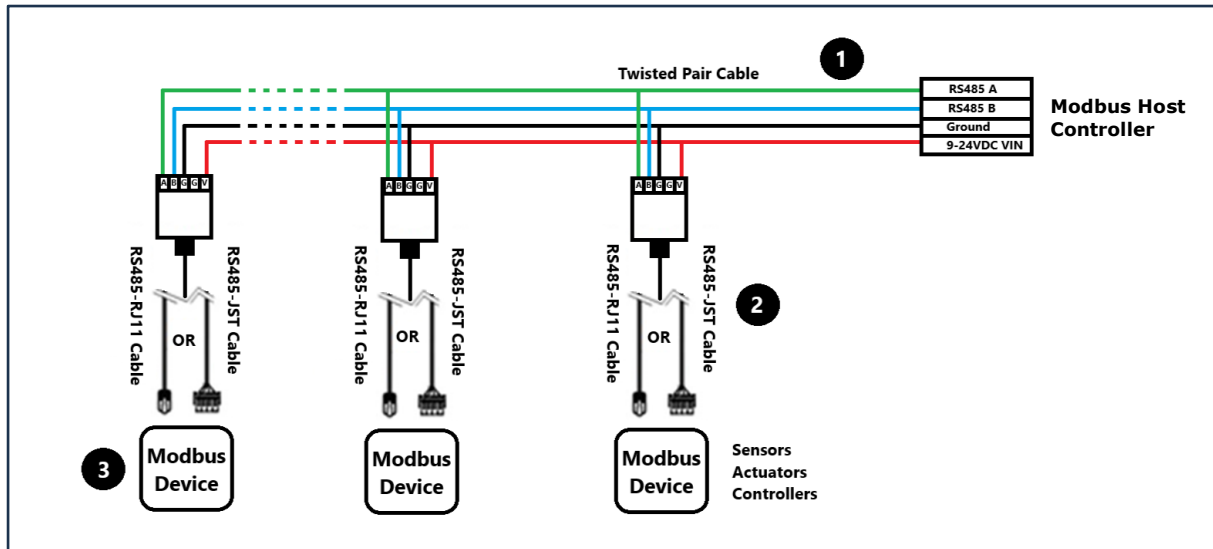 1
Twisted Pair Cable
RS485 A
RS485 B
Ground
9-24VDC VIN
Modbus Host
Controller
A B G G V
A B G G V
A B G G V
RS485-RJ11 Cable
OR
RS485-JST Cable
RS485-RJ11 Cable
OR
RS485-JST Cable
RS485-RJ11 Cable
OR
RS485-JST Cable
2
3
Modbus
Device
Modbus
Device
Modbus
Device
Sensors
Actuators
Controllers